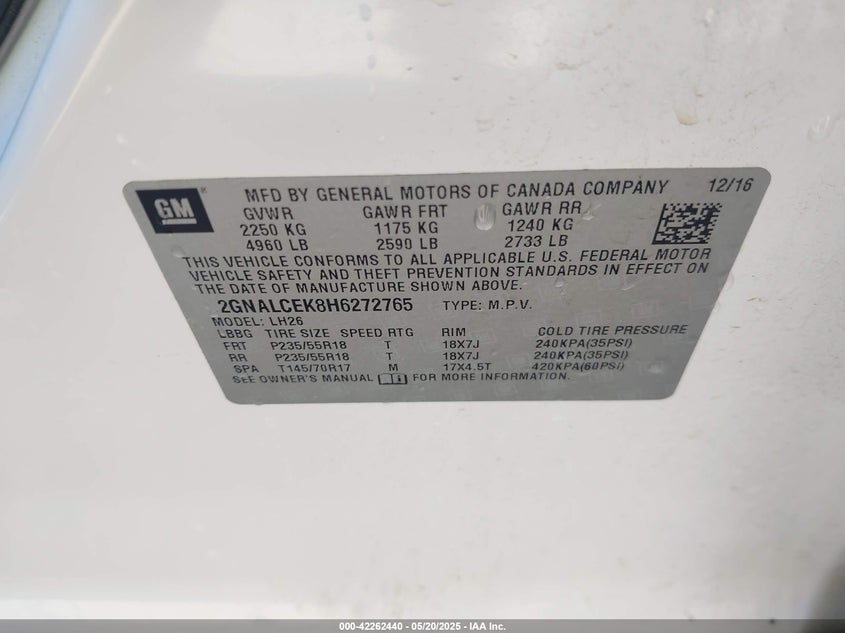 GM ® MFD BY GENERAL MOTORS OF CANADA COMPANY 12/16
GVWR GAWR FRT GAWR RR
2250 KG 1175 KG 1240 KG
4960 LB 2590 LB 2733 LB
THIS VEHICLE CONFORMS TO ALL APPLICABLE U.S. FEDERAL MOTOR
VEHICLE SAFETY AND THEFT PREVENTION STANDARDS IN EFFECT ON
THE DATE OF MANUFACTURE SHOWN ABOVE.
2GNALCEK8H6272765 TYPE: M.P.V.
MODEL: LH26
LBBG TIRE SIZE SPEED RTG RIM COLD TIRE PRESSURE
FRT P235/55R18 T 18X7J 240KPA(35PSI)
RR P235/55R18 T 18X7J 240KPA(35PSI)
SPA T145/70R17 M 17X4.5T 420KPA(60PSI)
SEE OWNER'S MANUAL FOR MORE INFORMATION.
000-42262440 - 05/20/2025 - IAA Inc.